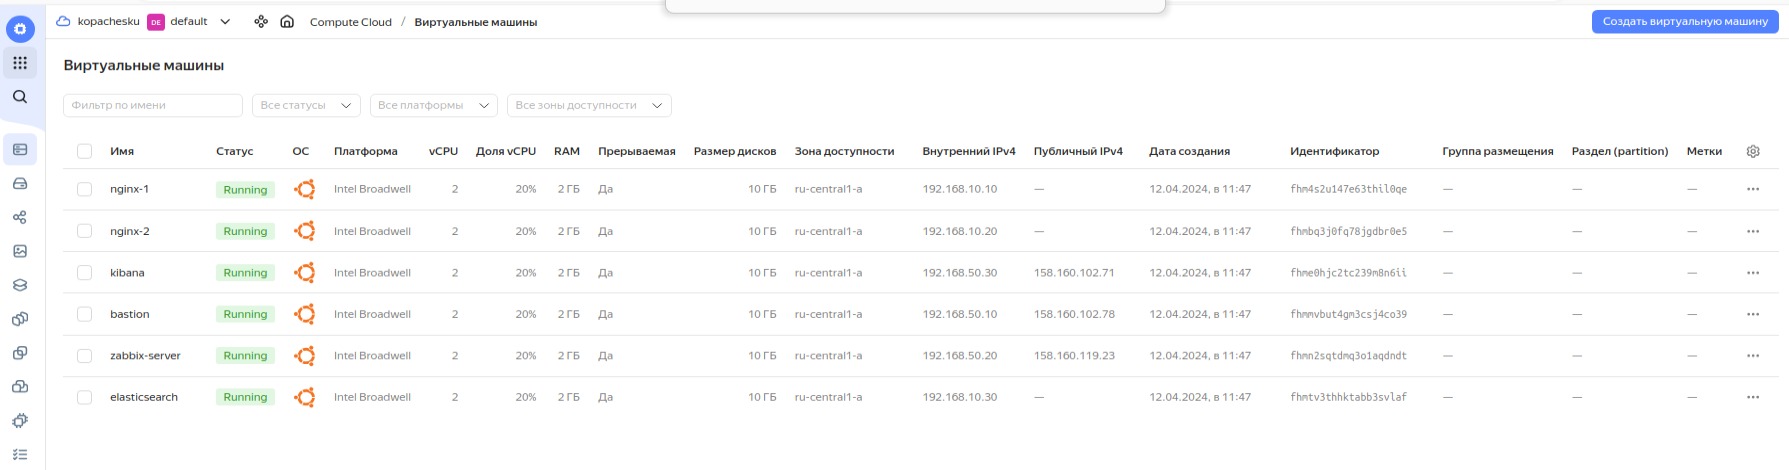 kopachesku DE default Compute Cloud / Виртуальные машины Создать виртуальную машину
Виртуальные машины
Фильтр по имени Все статусы Все платформы Все зоны доступности
Имя Статус ОС Платформа vCPU Доля vCPU RAM Прерываемая Размер дисков Зона доступности Внутренний IPv4 Публичный IPv4 Дата создания Идентификатор Группа размещения Раздел (partition) Метки
nginx-1 Running Intel Broadwell 2 20% 2 ГБ Да 10 ГБ ru-central1-a 192.168.10.10 — 12.04.2024, в 11:47 fhm4s2u147e63thil0qe — — —
nginx-2 Running Intel Broadwell 2 20% 2 ГБ Да 10 ГБ ru-central1-a 192.168.10.20 — 12.04.2024, в 11:47 fhmbq3j0fq78jgdbr0e5 — — —
kibana Running Intel Broadwell 2 20% 2 ГБ Да 10 ГБ ru-central1-a 192.168.50.30 158.160.102.71 12.04.2024, в 11:47 fhme0hjc2tc239m8n6ii — — —
bastion Running Intel Broadwell 2 20% 2 ГБ Да 10 ГБ ru-central1-a 192.168.50.10 158.160.102.78 12.04.2024, в 11:47 fhmmvbut4gm3csj4co39 — — —
zabbix-server Running Intel Broadwell 2 20% 2 ГБ Да 10 ГБ ru-central1-a 192.168.50.20 158.160.119.23 12.04.2024, в 11:47 fhmn2sqtdmq3o1aqdndt — — —
elasticsearch Running Intel Broadwell 2 20% 2 ГБ Да 10 ГБ ru-central1-a 192.168.10.30 — 12.04.2024, в 11:47 fhmtv3thhktabb3svlaf — — —